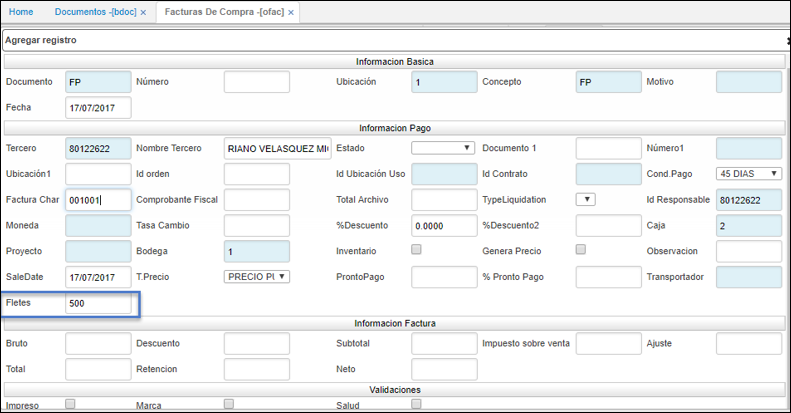 Home Documentos -[bdoc] × Facturas De Compra -[ofac] ×
Agregar registro
Informacion Basica
Documento FP Número Ubicación 1 Concepto FP Motivo
Fecha 17/07/2017
Informacion Pago
Tercero 80122622 Nombre Tercero RIANO VELASQUEZ MI Estado Documento 1 Número1
Ubicación1 Id orden Id Ubicación Uso Id Contrato Cond.Pago 45 DIAS
Factura Char 001001 Comprobante Fiscal Total Archivo TypeLiquidation Id Responsable 80122622
Moneda Tasa Cambio %Descuento 0.0000 %Descuento2 Caja 2
Proyecto Bodega 1 Inventario Genera Precio Observacion
SaleDate 17/07/2017 T.Precio PRECIO PU ProntoPago % Pronto Pago Transportador
Fletes 500
Informacion Factura
Bruto Descuento Subtotal Impuesto sobre venta Ajuste
Total Retencion Neto
Validaciones
Impreso Marca Salud